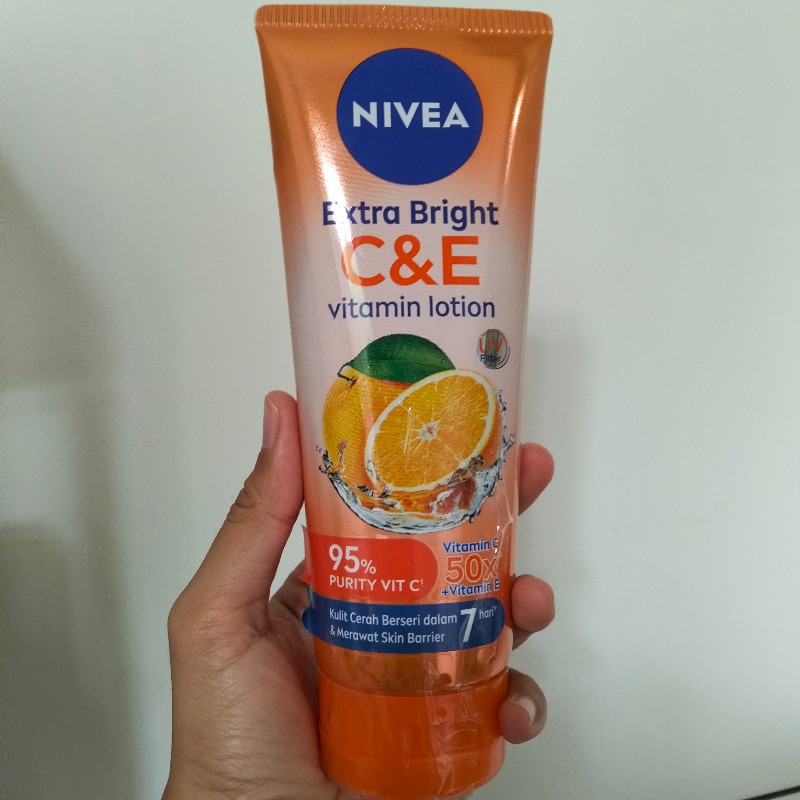 NIVEA
Extra Bright
C&E
vitamin lotion
UV
Filter
95%
PURITY VIT C¹
Vitamin C
50x
+Vitamin E
Kulit Cerah Berseri dalam
& Merawat Skin Barrier
7 hari*